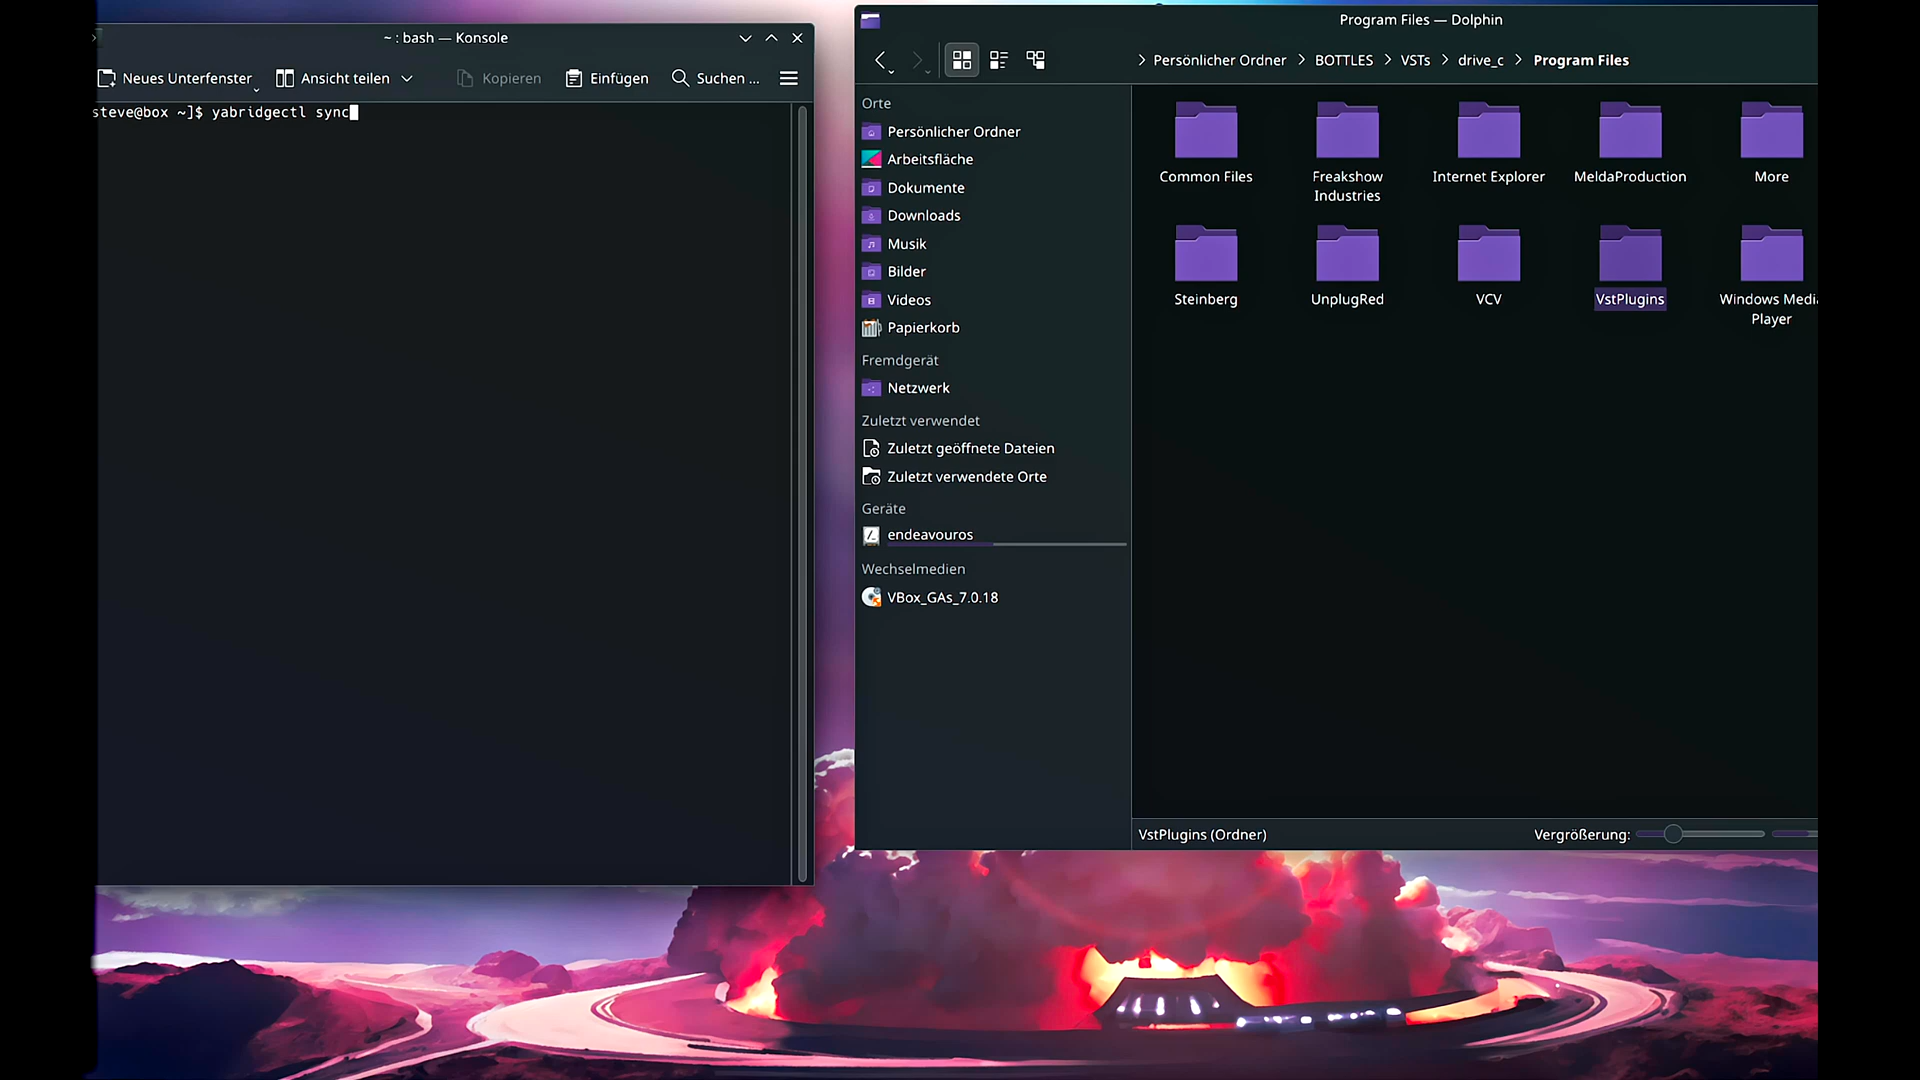 ~ : bash — Konsole
Neues Unterfenster
Ansicht teilen
Kopieren
Einfügen
Suchen ...
steve@box ~]$ yabridgectl sync
Program Files — Dolphin
Persönlicher Ordner > BOTTLES > VSTs > drive_c > Program Files
Orte
Persönlicher Ordner
Arbeitsfläche
Dokumente
Downloads
Musik
Bilder
Videos
Papierkorb
Fremdgerät
Netzwerk
Zuletzt verwendet
Zuletzt geöffnete Dateien
Zuletzt verwendete Orte
Geräte
endeavouros
Wechselmedien
VBox_GAs_7.0.18
Common Files
Freakshow
Industries
Internet Explorer
MeldaProduction
More
Steinberg
UnplugRed
VCV
VstPlugins
Windows Media
Player
VstPlugins (Ordner)
Vergrößerung: